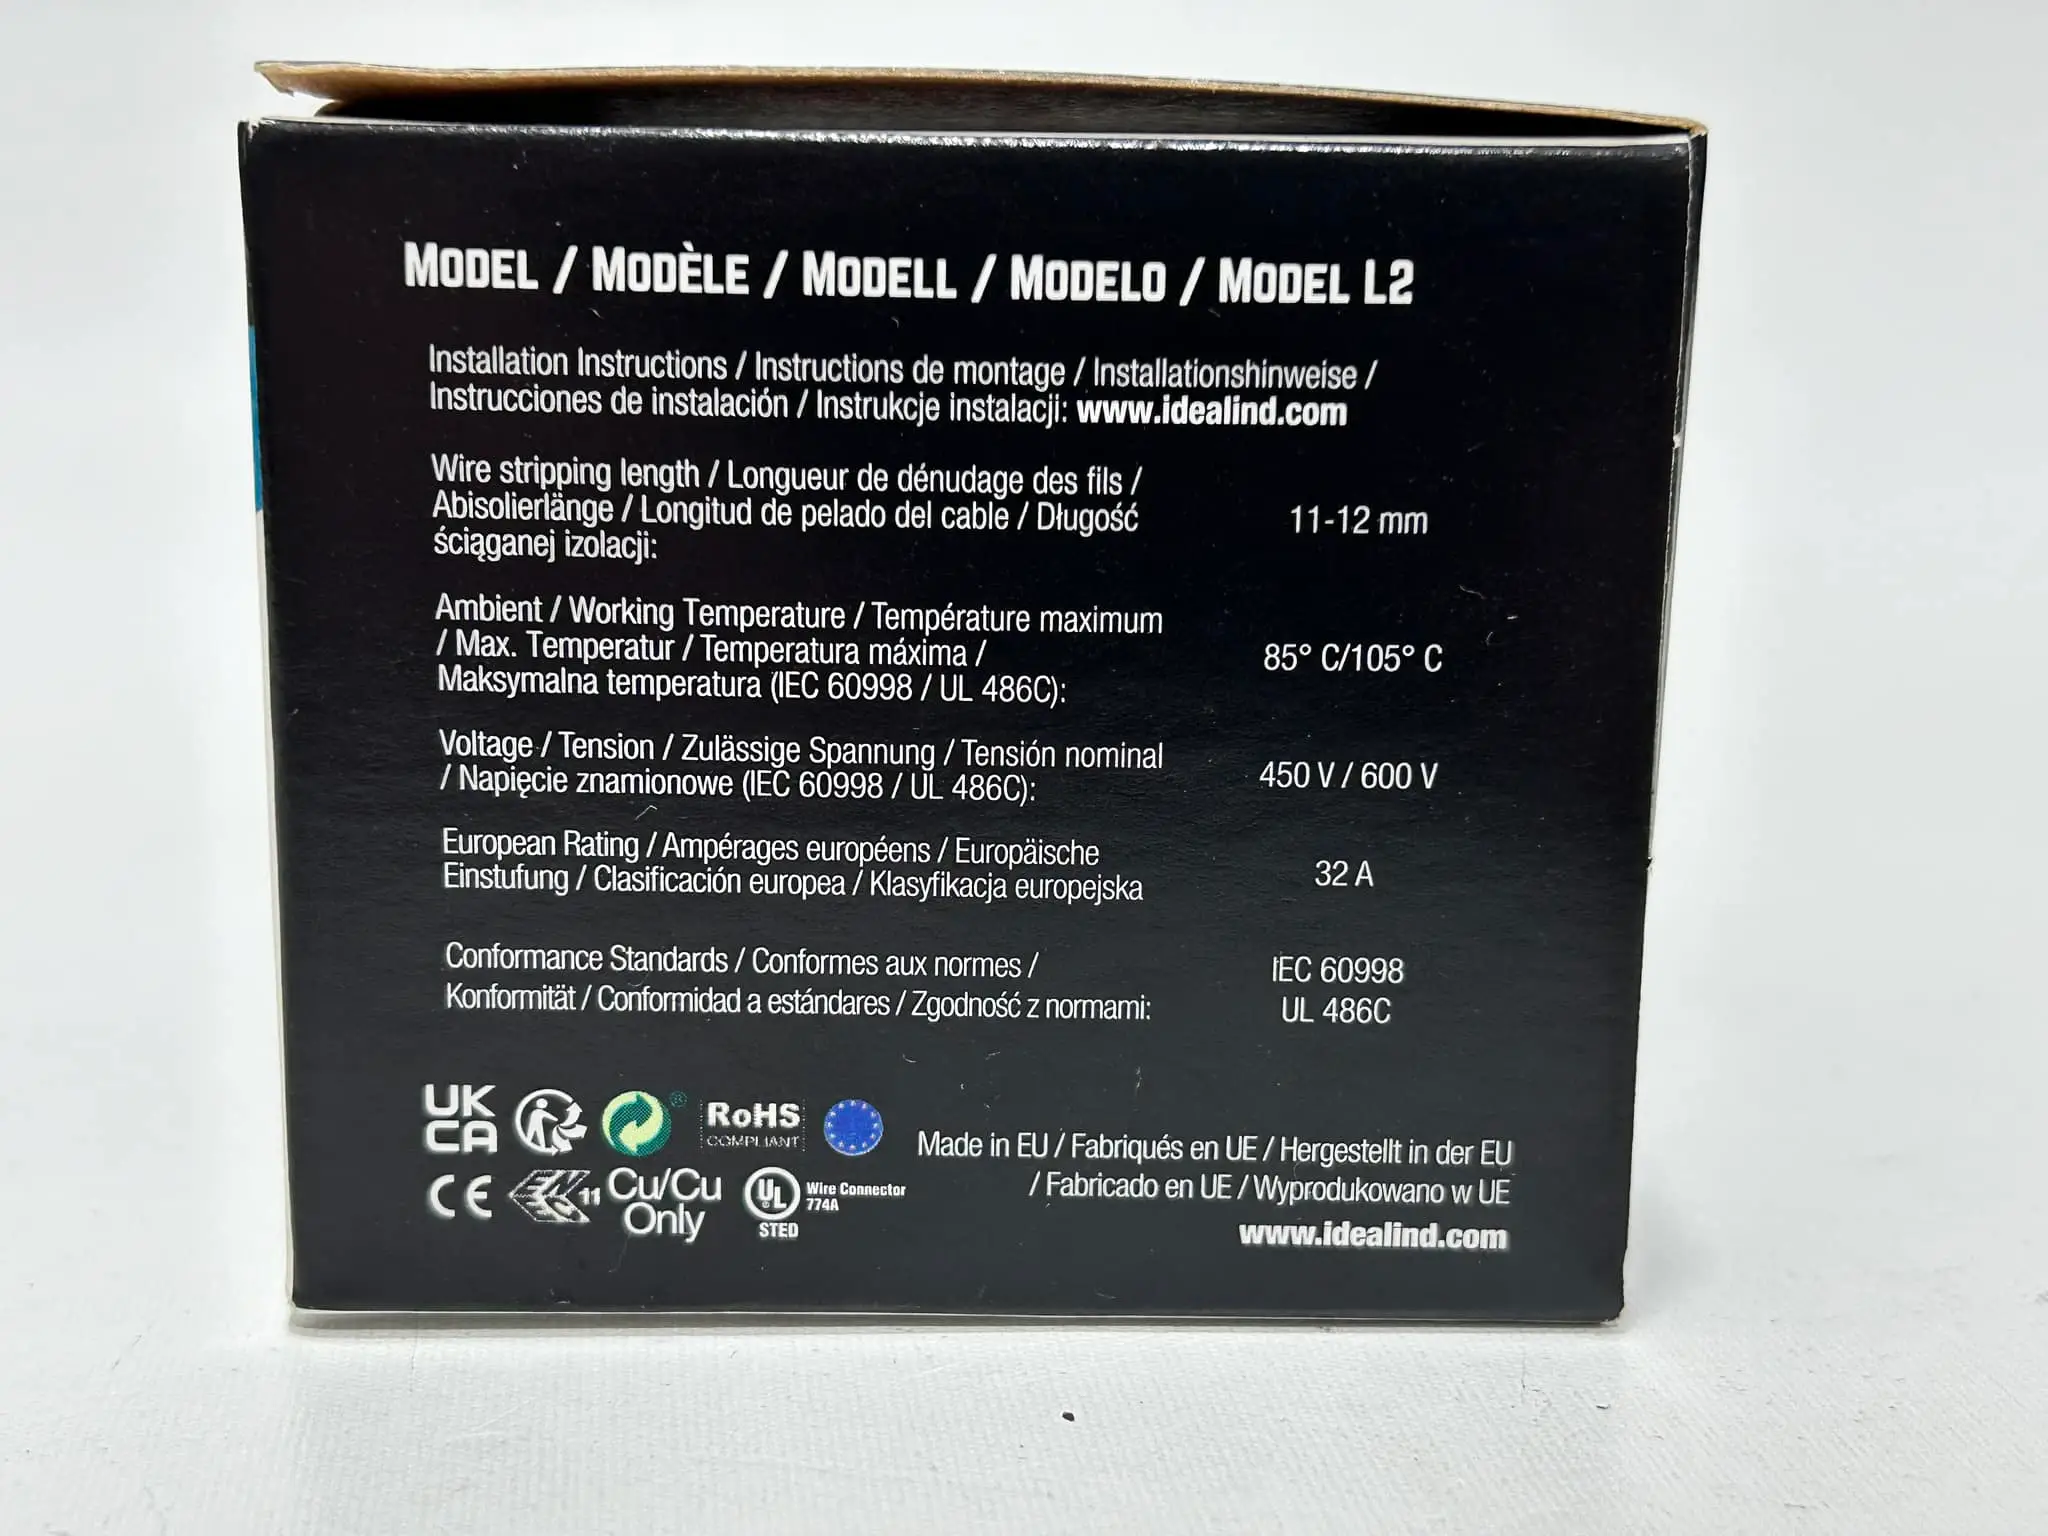 MODEL / MODÈLE / MODELL / MODELO / MODEL L2
Installation Instructions / Instructions de montage / Installationshinweise /
Instrucciones de instalación / Instrukcje instalacji: www.idealind.com
Wire stripping length / Longueur de dénudage des fils /
Abisolierlänge / Longitud de pelado del cable / Długość
ściąganej izolacji:
11-12 mm
Ambient / Working Temperature / Température maximum
/ Max. Temperatur / Temperatura máxima /
Maksymalna temperatura (IEC 60998 / UL 486C):
85° C/105° C
Voltage / Tension / Zulässige Spannung / Tensión nominal
/ Napięcie znamionowe (IEC 60998 / UL 486C):
450 V / 600 V
European Rating / Ampérages européens / Europäische
Einstufung / Clasificación europea / Klasyfikacja europejska
32 A
Conformance Standards / Conformes aux normes /
Konformität / Conformidad a estándares / Zgodność z normami:
IEC 60998
UL 486C
UK
CA
RoHS
COMPLIANT
CE
11
Cu/Cu
Only
UL
STED
Wire Connector
774A
Made in EU / Fabriqués en UE / Hergestellt in der EU
/ Fabricado en UE / Wyprodukowano w UE
www.idealind.com